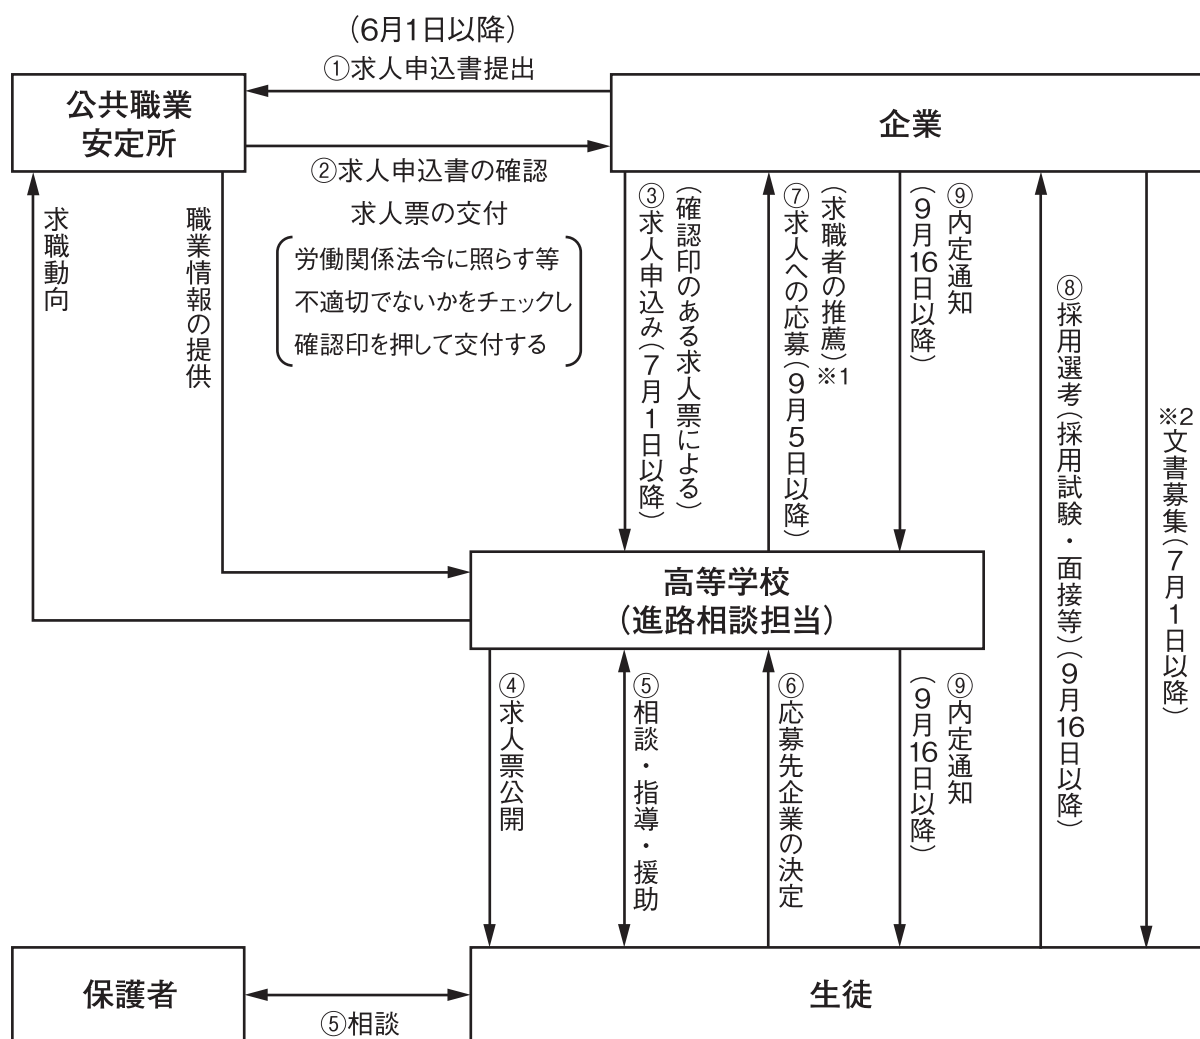 (6月1日以降)
①求人申込書提出
公共職業
安定所
企業
②求人申込書の確認
求人票の交付
労働関係法令に照らす等
不適切でないかをチェックし
確認印を押して交付する
求職動向
職業情報の提供
③求人申込み(7月1日以降)
(確認印のある求人票による)
⑦求人への応募(9月5日以降)
(求職者の推薦)※1
⑨内定通知
(9月16日以降)
⑧採用選考(採用試験・面接等)(9月16日以降)
※2文書募集(7月1日以降)
高等学校
(進路相談担当)
④求人票公開
⑤相談・指導・援助
⑥応募先企業の決定
⑨内定通知
(9月16日以降)
保護者
⑤相談
生徒